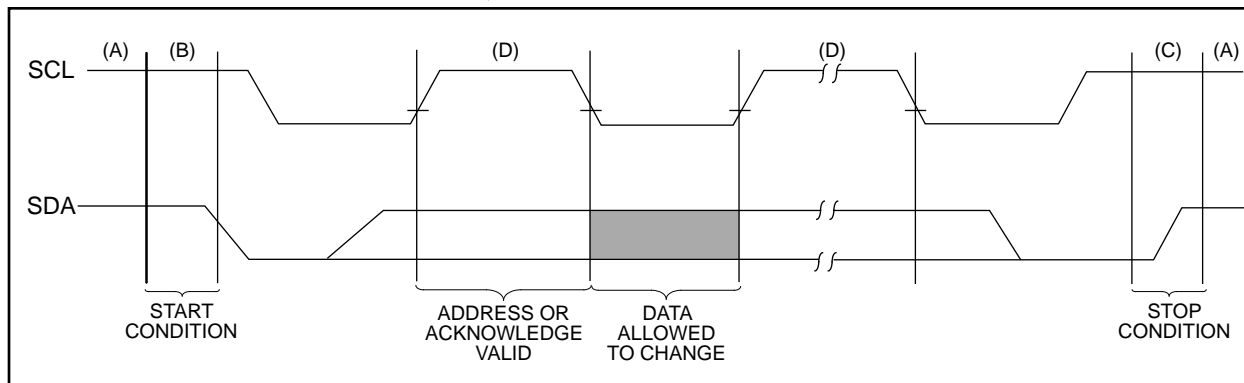 (A) (B) (D) (D) (C) (A)
SCL
SDA
START
CONDITION
ADDRESS OR
ACKNOWLEDGE
VALID
DATA
ALLOWED
TO CHANGE
STOP
CONDITION